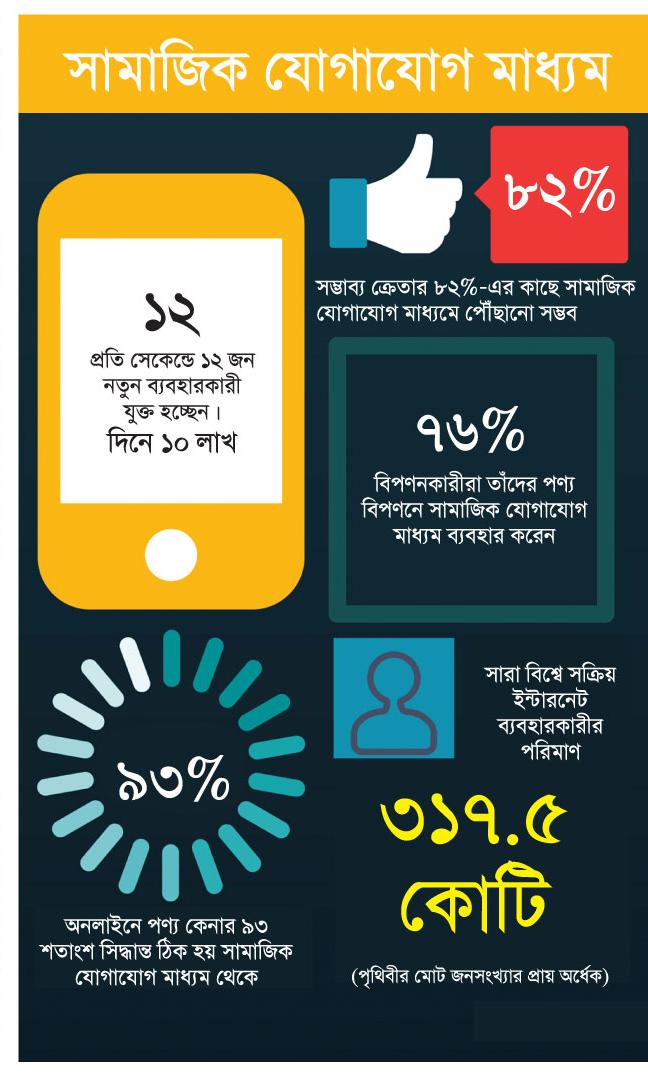 সামাজিক যোগাযোগ মাধ্যম
৮২%
সম্ভাব্য ক্রেতার ৮২%-এর কাছে সামাজিক
যোগাযোগ মাধ্যমে পৌঁছানো সম্ভব
১২
প্রতি সেকেন্ডে ১২ জন
নতুন ব্যবহারকারী
যুক্ত হচ্ছেন।
দিনে ১০ লাখ
৭৬%
বিপণনকারীরা তাঁদের পণ্য
বিপণনে সামাজিক যোগাযোগ
মাধ্যম ব্যবহার করেন
৯৩%
অনলাইনে পণ্য কেনার ৯৩
শতাংশ সিদ্ধান্ত ঠিক হয় সামাজিক
যোগাযোগ মাধ্যম থেকে
সারা বিশ্বে সক্রিয়
ইন্টারনেট
ব্যবহারকারীর
পরিমাণ
৩১৭.৫
কোটি
(পৃথিবীর মোট জনসংখ্যার প্রায় অর্ধেক)